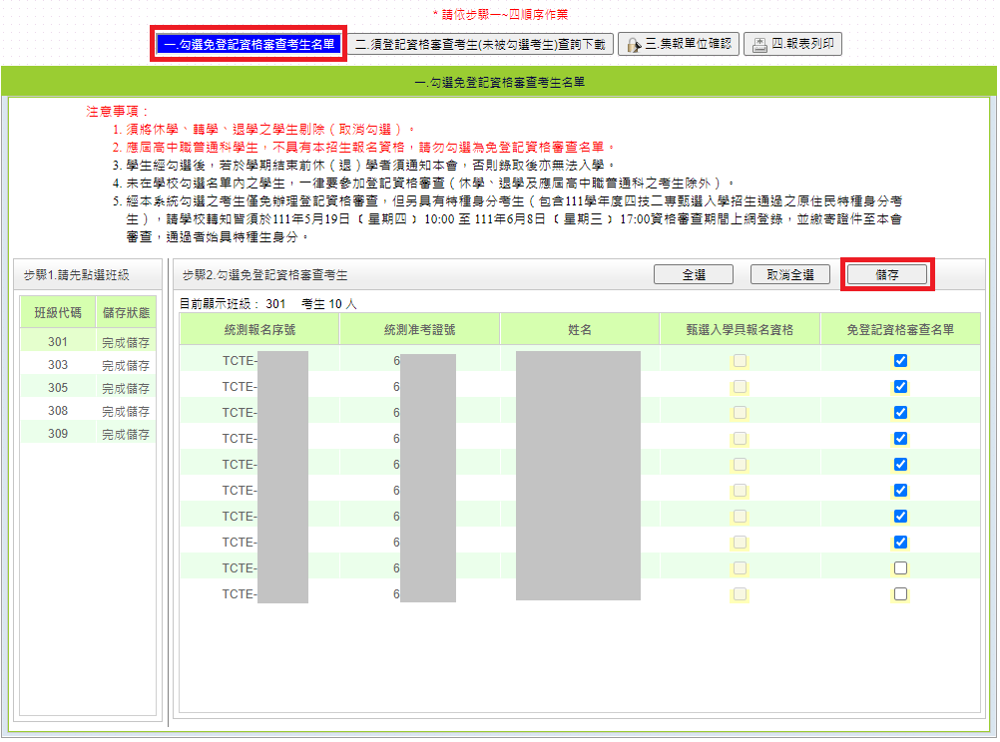 * 請依步驟一~四順序作業
一.勾選免登記資格審查考生名單 二.須登記資格審查考生(未被勾選考生)查詢下載 三.集報單位確認 四.報表列印
一.勾選免登記資格審查考生名單
注意事項：
1. 須將休學、轉學、退學之學生剔除（取消勾選）。
2. 應屆高中職普通科學生，不具有本招生報名資格，請勿勾選為免登記資格審查名單。
3. 學生經勾選後，若於學期結束前休（退）學者須通知本會，否則錄取後亦無法入學。
4. 未在學校勾選名單內之學生，一律要參加登記資格審查（休學、退學及應屆高中職普通科之考生除外）。
5. 經本系統勾選之考生僅免辦理登記資格審查，但另具有特種身分考生（包含111學年度四技二專甄選入學招生通過之原住民特種身分考
生），請學校轉知皆須於111年5月19日﹝星期四﹞10:00 至 111年6月8日﹝星期三﹞17:00資格審查期間上網登錄，並繳寄證件至本會
審查，通過者始具特種生身分。
步驟1.請先點選班級 步驟2.勾選免登記資格審查考生 全選 取消全選 儲存
目前顯示班級： 301 考生 10 人
班級代碼 儲存狀態 統測報名序號 統測准考證號 姓名 甄選入學具報名資格 免登記資格審查名單
301 完成儲存 TCTE- 6
303 完成儲存 TCTE- 6
305 完成儲存 TCTE- 6
308 完成儲存 TCTE- 6
309 完成儲存 TCTE- 6
TCTE- 6
TCTE- 6
TCTE- 6
TCTE- 6
TCTE- 6